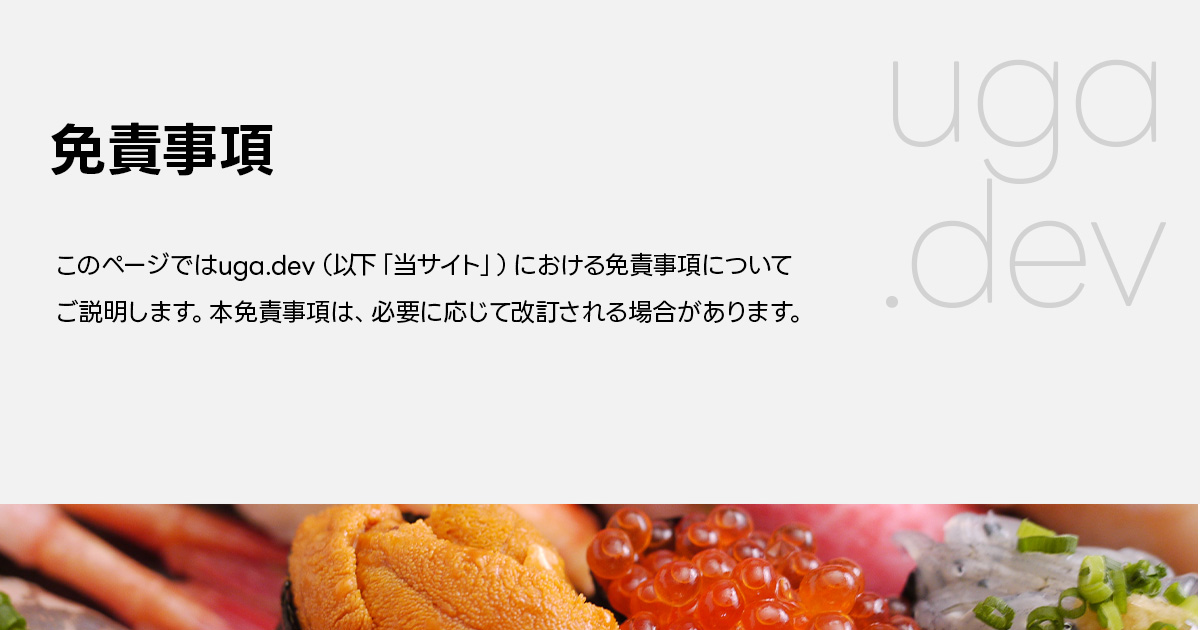 uga
.dev
免責事項
このページではuga.dev（以下「当サイト」）における免責事項について
ご説明します。本免責事項は、必要に応じて改訂される場合があります。